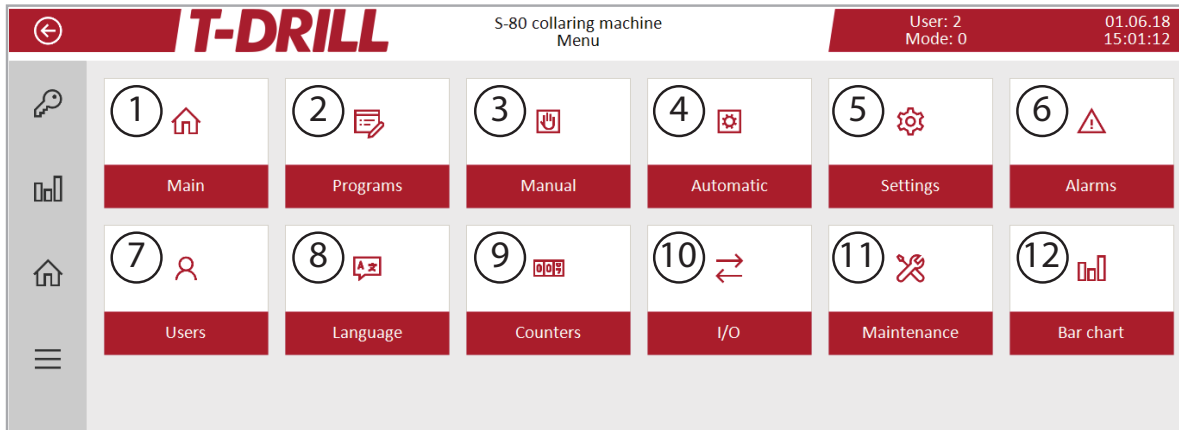 T-DRILL
S-80 collaring machine
Menu
User: 2
Mode: 0
01.06.18
15:01:12
1
2
3
4
5
6
Main
Programs
Manual
Automatic
Settings
Alarms
7
8
9
10
11
12
Users
Language
Counters
I/O
Maintenance
Bar chart